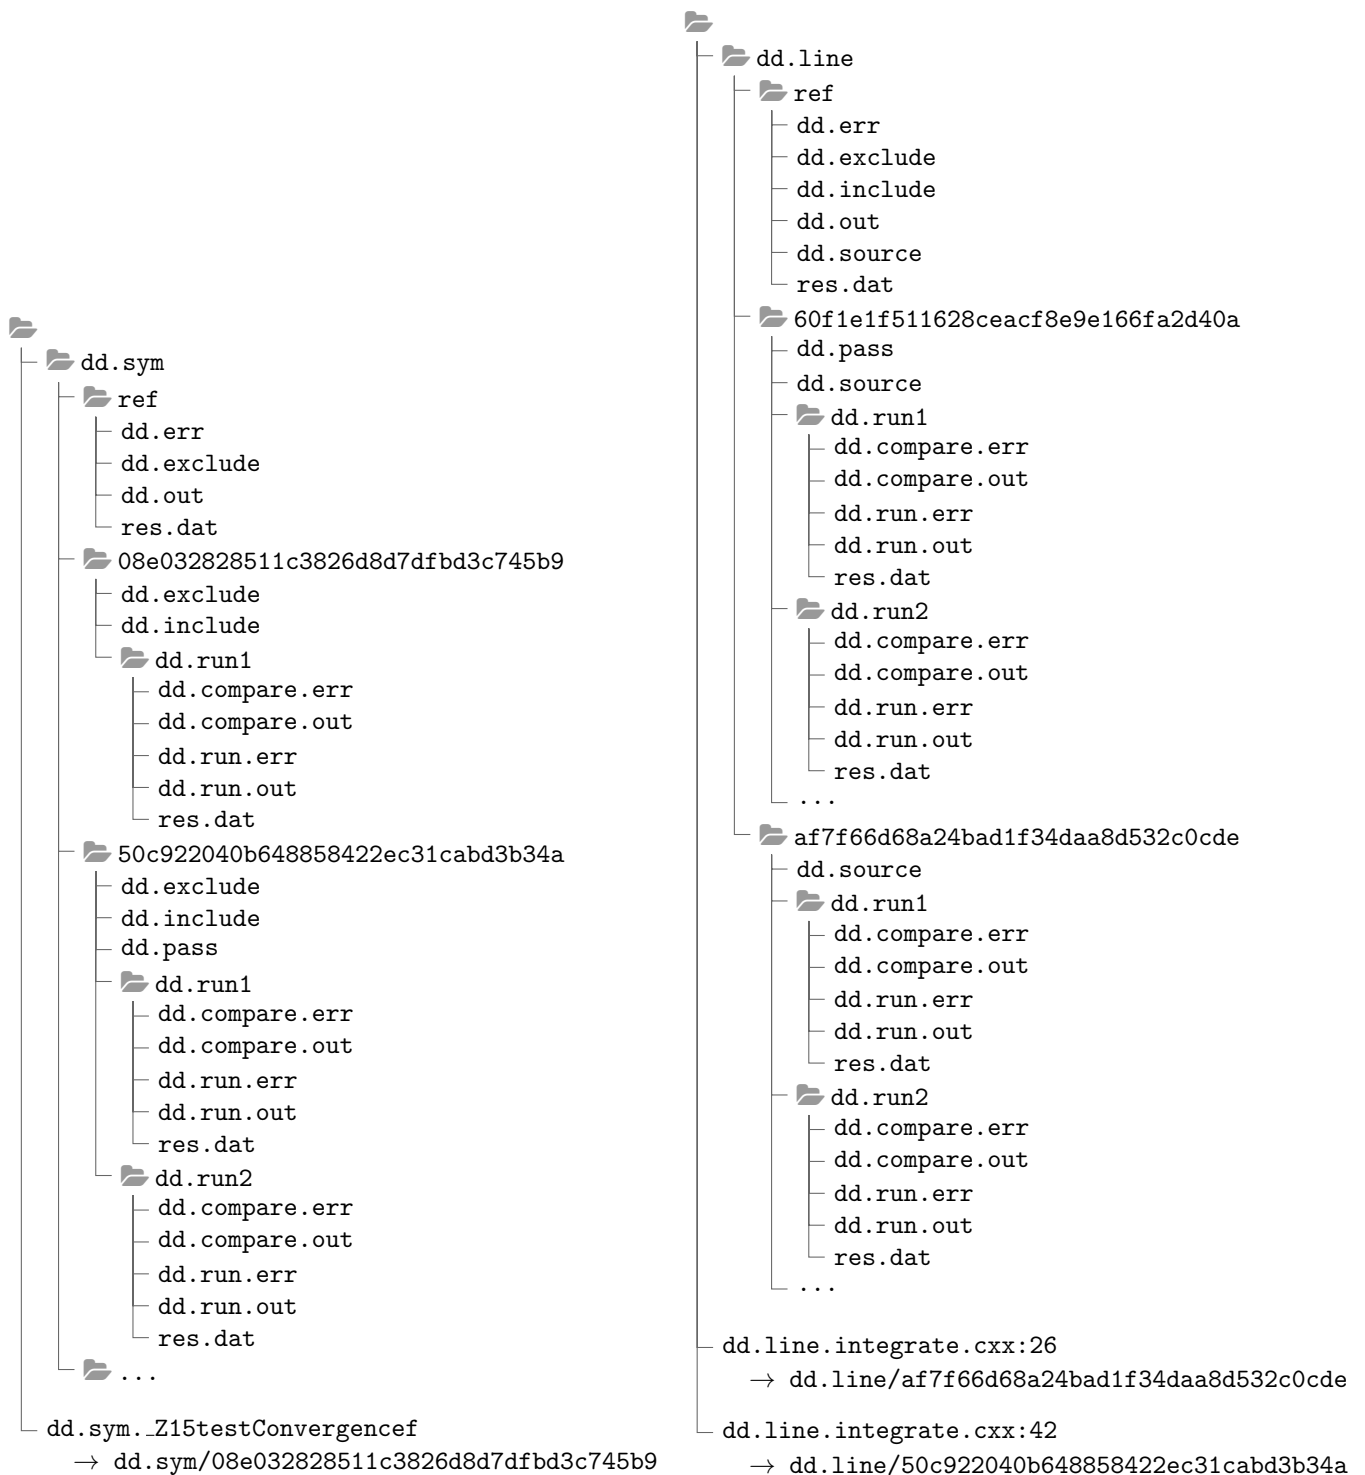 dd.sym
ref
dd.err
dd.exclude
dd.out
res.dat
08e032828511c3826d8d7dfbd3c745b9
dd.exclude
dd.include
dd.run1
dd.compare.err
dd.compare.out
dd.run.err
dd.run.out
res.dat
50c922040b648858422ec31cabd3b34a
dd.exclude
dd.include
dd.pass
dd.run1
dd.compare.err
dd.compare.out
dd.run.err
dd.run.out
res.dat
dd.run2
dd.compare.err
dd.compare.out
dd.run.err
dd.run.out
res.dat
...
dd.sym._Z15testConvergencef
→ dd.sym/08e032828511c3826d8d7dfbd3c745b9
dd.line
ref
dd.err
dd.exclude
dd.include
dd.out
dd.source
res.dat
60f1e1f511628ceacf8e9e166fa2d40a
dd.pass
dd.source
dd.run1
dd.compare.err
dd.compare.out
dd.run.err
dd.run.out
res.dat
dd.run2
dd.compare.err
dd.compare.out
dd.run.err
dd.run.out
res.dat
...
af7f66d68a24bad1f34daa8d532c0cde
dd.source
dd.run1
dd.compare.err
dd.compare.out
dd.run.err
dd.run.out
res.dat
dd.run2
dd.compare.err
dd.compare.out
dd.run.err
dd.run.out
res.dat
...
dd.line.integrate.cxx:26
→ dd.line/af7f66d68a24bad1f34daa8d532c0cde
dd.line.integrate.cxx:42
→ dd.line/50c922040b648858422ec31cabd3b34a